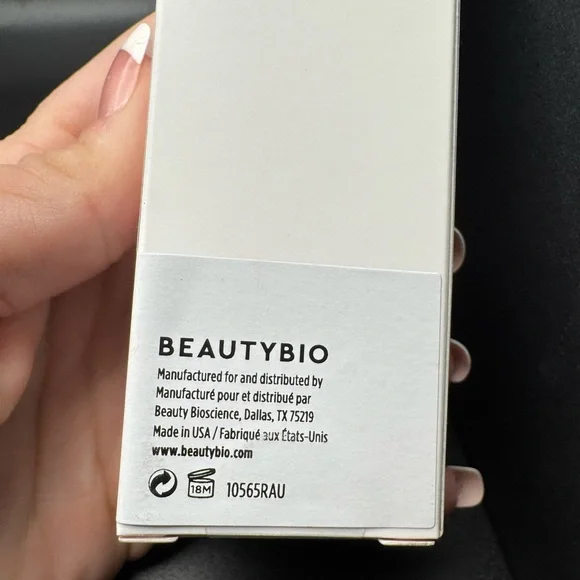 BEAUTYBIO
Manufactured for and distributed by
Manufacturé pour et distribué par
Beauty Bioscience, Dallas, TX 75219
Made in USA / Fabriqué aux États-Unis
www.beautybio.com
18M 10565RAU